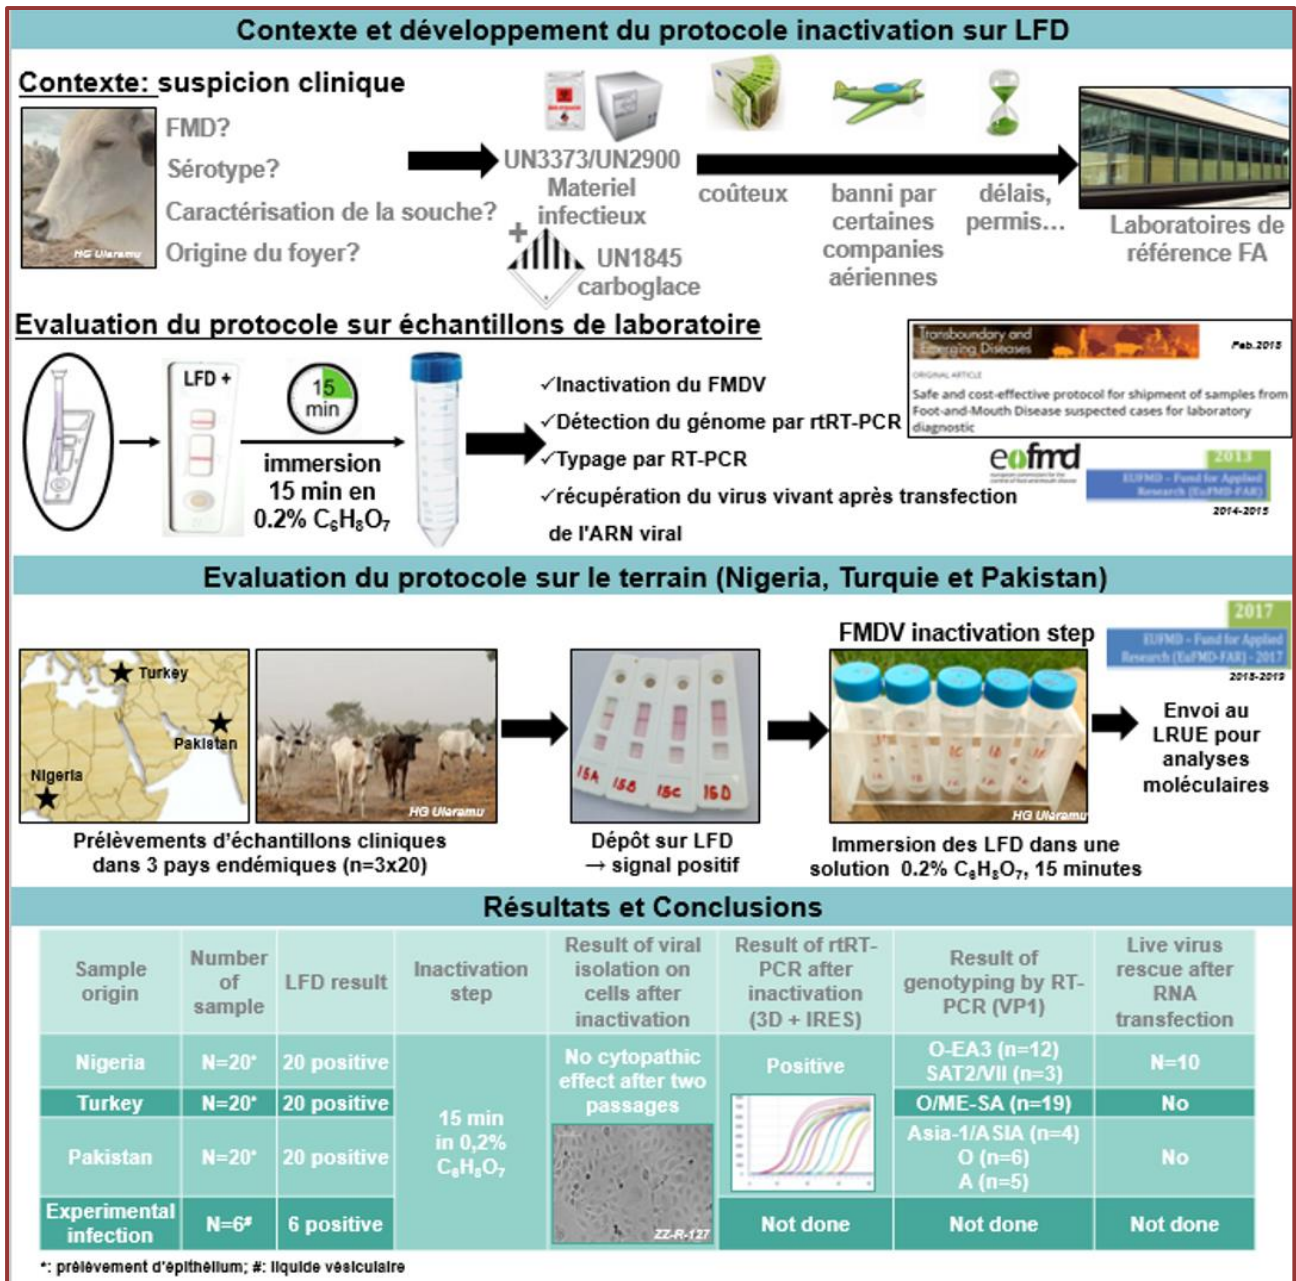 Contexte et développement du protocole inactivation sur LFD
Contexte: suspicion clinique
FMD?
Sérotype?
Caractérisation de la souche?
Origine du foyer?
HG Ularamu
UN3373/UN2900
Materiel
infectieux
+
UN1845
carboglace
coûteux
banni par
certaines
companies
aériennes
délais,
permis...
Laboratoires de
référence FA
Evaluation du protocole sur échantillons de laboratoire
LFD +
15
min
immersion
15 min en
0.2% C₆H₈O₇
✓Inactivation du FMDV
✓Détection du génome par rtRT-PCR
✓Typage par RT-PCR
✓récupération du virus vivant après transfection
de l'ARN viral
Transboundary and
Emerging Diseases
ORIGINAL ARTICLE
Safe and cost-effective protocol for shipment of samples from
Foot-and-Mouth Disease suspected cases for laboratory
diagnostic
eofmd
2013
EUFMD – Fund for Applied
Research (EuFMD-FAR)
2014-2015
Evaluation du protocole sur le terrain (Nigeria, Turquie et Pakistan)
Turkey
Pakistan
Nigeria
HG Ularamu
Prélèvements d'échantillons cliniques
dans 3 pays endémiques (n=3x20)
15A 15B 15C 15D
Dépôt sur LFD
→ signal positif
FMDV inactivation step
HG Ularamu
Immersion des LFD dans une
solution 0.2% C₆H₈O₇, 15 minutes
2017
EUFMD – Fund for Applied
Research (EuFMD-FAR) - 2017
2018-2019
Envoi au
LRUE pour
analyses
moléculaires
Résultats et Conclusions
Sample
origin
Number
of
sample
LFD result
Inactivation
step
Result of viral
isolation on
cells after
inactivation
Result of rtRT-
PCR after
inactivation
(3D + IRES)
Result of
genotyping by RT-
PCR (VP1)
Live virus
rescue after
RNA
transfection
Nigeria
N=20*
20 positive
15 min
in 0,2%
C₆H₈O₇
No cytopathic
effect after two
passages
ZZ-R-127
Positive
O-EA3 (n=12)
SAT2/VII (n=3)
N=10
Turkey
N=20*
20 positive
O/ME-SA (n=19)
No
Pakistan
N=20*
20 positive
Asia-1/ASIA (n=4)
O (n=6)
A (n=5)
No
Experimental
infection
N=6#
6 positive
Not done
Not done
Not done
*: prélèvement d'épithélium; #: liquide vésiculaire